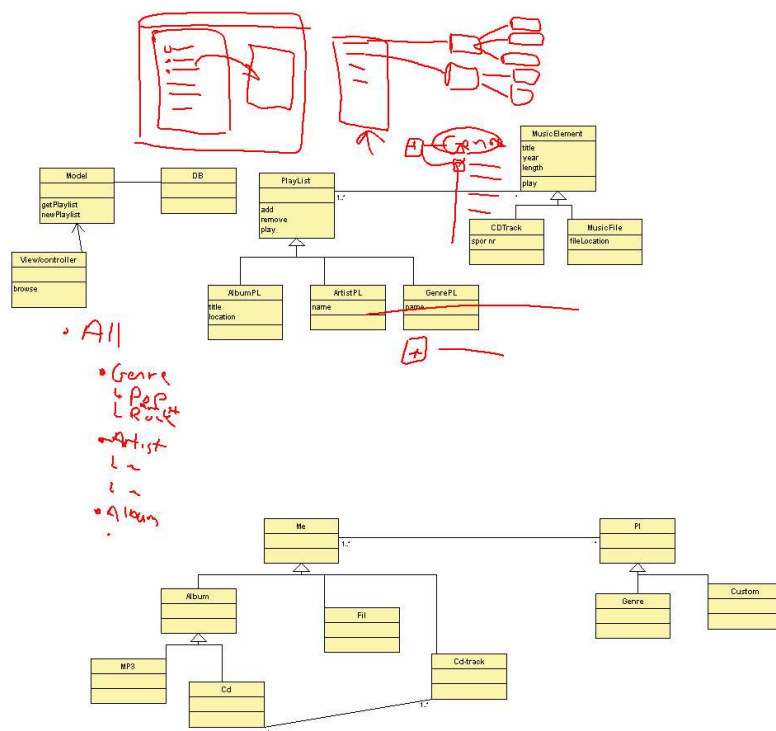 MusicElement
title
year
length
play
Genre
Model
getPlaylist
newPlaylist
DB
PlayList
add
remove
play
1..*
*
CDTrack
spor nr
MusicFile
fileLocation
View/controller
browse
AlbumPL
title
location
ArtistPL
name
GenrePL
name
• All
• Genre
Pop
Rock
• Artist
• Album
Me
1..*
*
Pl
Album
Fil
Genre
Custom
MP3
Cd
Cd-track
*
1..*